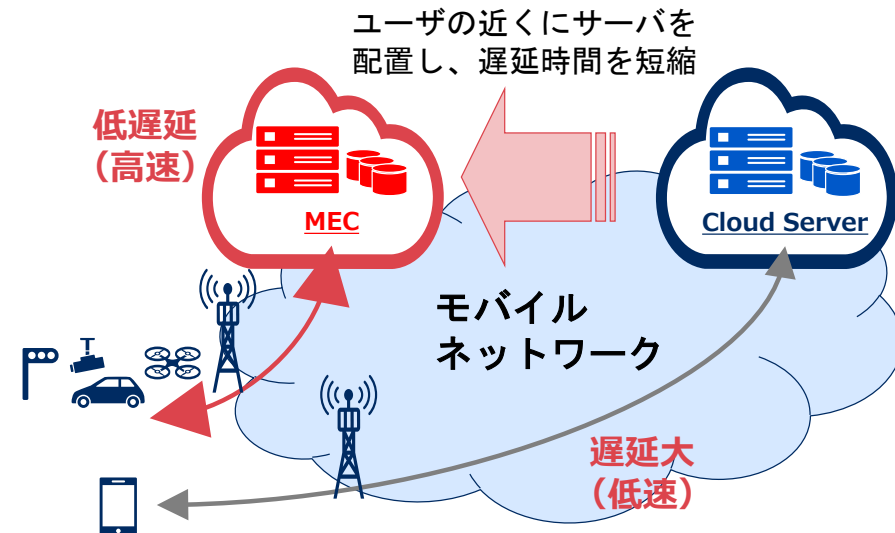 ユーザの近くにサーバを
配置し、遅延時間を短縮
低遅延
（高速）
MEC
Cloud Server
モバイル
ネットワーク
遅延大
（低速）